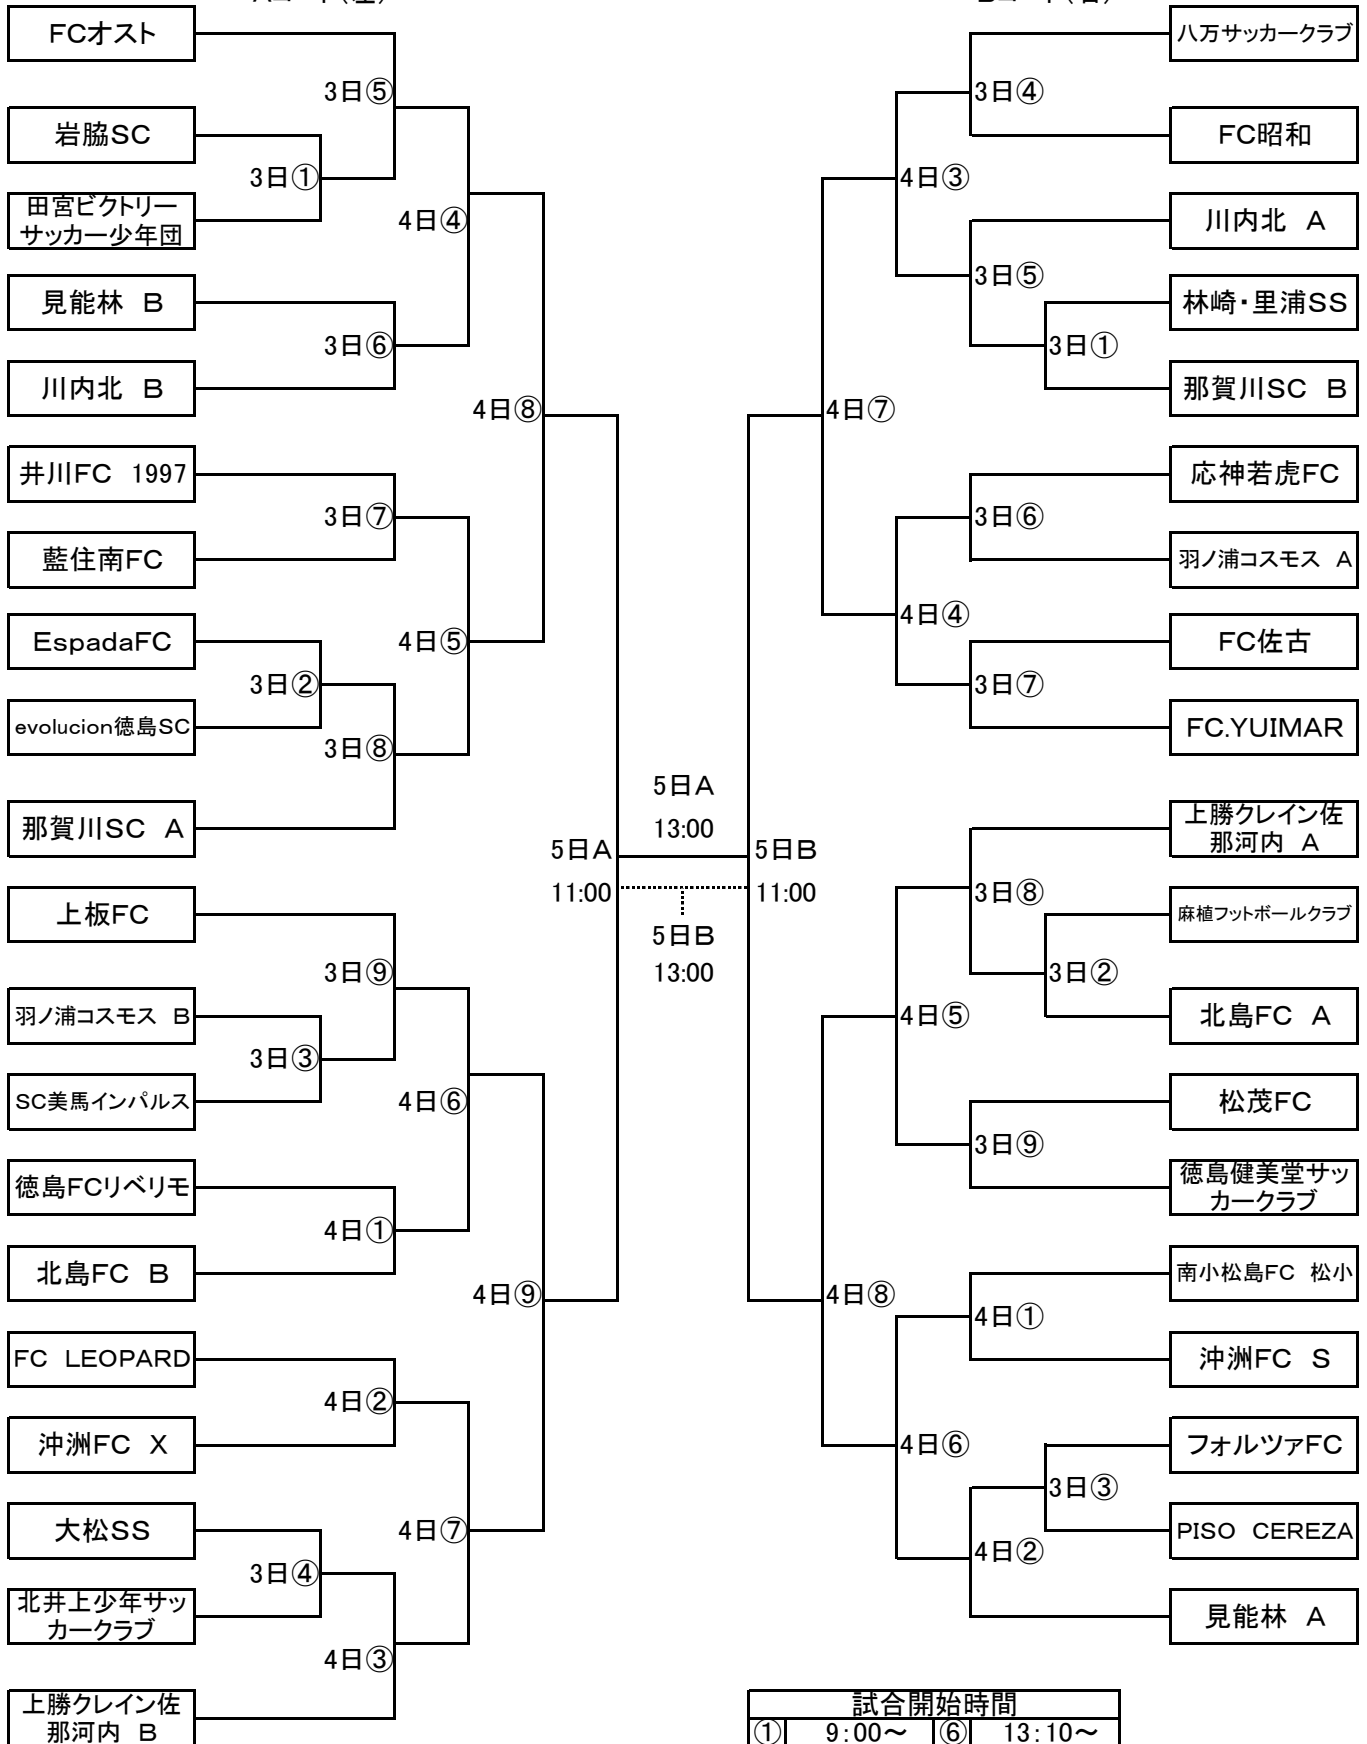 FCオスト
岩脇SC
田宮ビクトリー
サッカー少年団
見能林　B
川内北　B
井川FC　1997
藍住南FC
EspadaFC
evolucion徳島SC
那賀川SC　A
上板FC
羽ノ浦コスモス　B
SC美馬インパルス
徳島FCリベリモ
北島FC　B
FC　LEOPARD
沖洲FC　X
大松SS
北井上少年サッ
カークラブ
上勝クレイン佐
那河内　B
3日①
3日②
3日③
3日④
3日⑤
3日⑥
3日⑦
3日⑧
3日⑨
4日①
4日②
4日③
4日④
4日⑤
4日⑥
4日⑦
4日⑧
4日⑨
5日A
11:00
5日A
13:00
5日B
13:00
5日B
11:00
4日⑦
4日⑧
4日③
4日④
4日⑤
4日⑥
3日④
3日⑤
3日⑥
3日⑦
3日⑧
3日⑨
4日①
4日②
3日①
3日②
3日③
八万サッカークラブ
FC昭和
川内北　A
林崎・里浦SS
那賀川SC　B
応神若虎FC
羽ノ浦コスモス　A
FC佐古
FC.YUIMAR
上勝クレイン佐
那河内　A
麻植フットボールクラブ
北島FC　A
松茂FC
徳島健美堂サッ
カークラブ
南小松島FC　松小
沖洲FC　S
フォルツァFC
PISO　CEREZA
見能林　A
試合開始時間
①　9:00～　⑥　13:10～